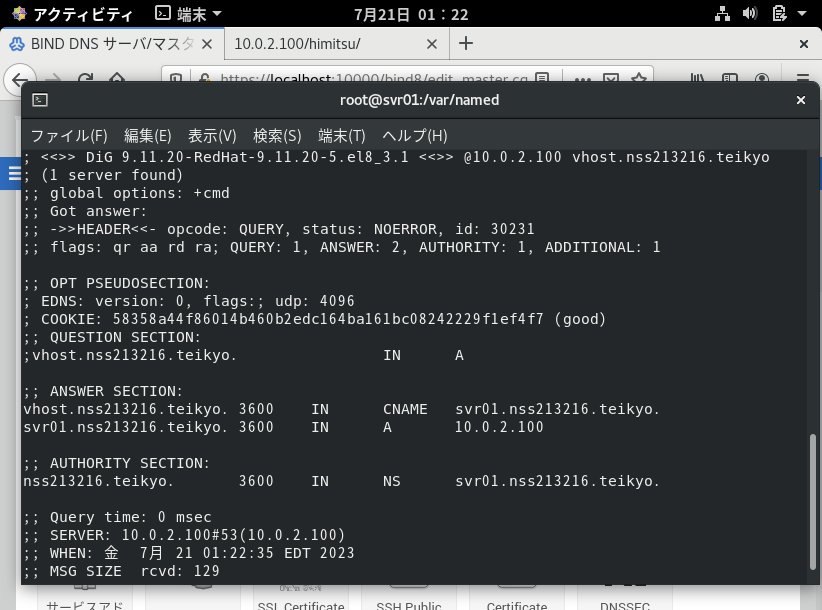 アクティビティ 端末 7月21日 01：22
BIND DNS サーバ/マスタ 10.0.2.100/himitsu/
https://localhost:10000/bind8/edit_master.cg
root@svr01:/var/named
ファイル(F) 編集(E) 表示(V) 検索(S) 端末(T) ヘルプ(H)
; <<>> DiG 9.11.20-RedHat-9.11.20-5.el8_3.1 <<>> @10.0.2.100 vhost.nss213216.teikyo
; (1 server found)
;; global options: +cmd
;; Got answer:
;; ->>HEADER<<- opcode: QUERY, status: NOERROR, id: 30231
;; flags: qr aa rd ra; QUERY: 1, ANSWER: 2, AUTHORITY: 1, ADDITIONAL: 1
;; OPT PSEUDOSECTION:
; EDNS: version: 0, flags:; udp: 4096
; COOKIE: 58358a44f86014b460b2edc164ba161bc08242229f1ef4f7 (good)
;; QUESTION SECTION:
;vhost.nss213216.teikyo. IN A
;; ANSWER SECTION:
vhost.nss213216.teikyo. 3600 IN CNAME svr01.nss213216.teikyo.
svr01.nss213216.teikyo. 3600 IN A 10.0.2.100
;; AUTHORITY SECTION:
nss213216.teikyo. 3600 IN NS svr01.nss213216.teikyo.
;; Query time: 0 msec
;; SERVER: 10.0.2.100#53(10.0.2.100)
;; WHEN: 金 7月 21 01:22:35 EDT 2023
;; MSG SIZE rcvd: 129
サービスアド SSL Certificate SSH Public Certificate DNSSEC